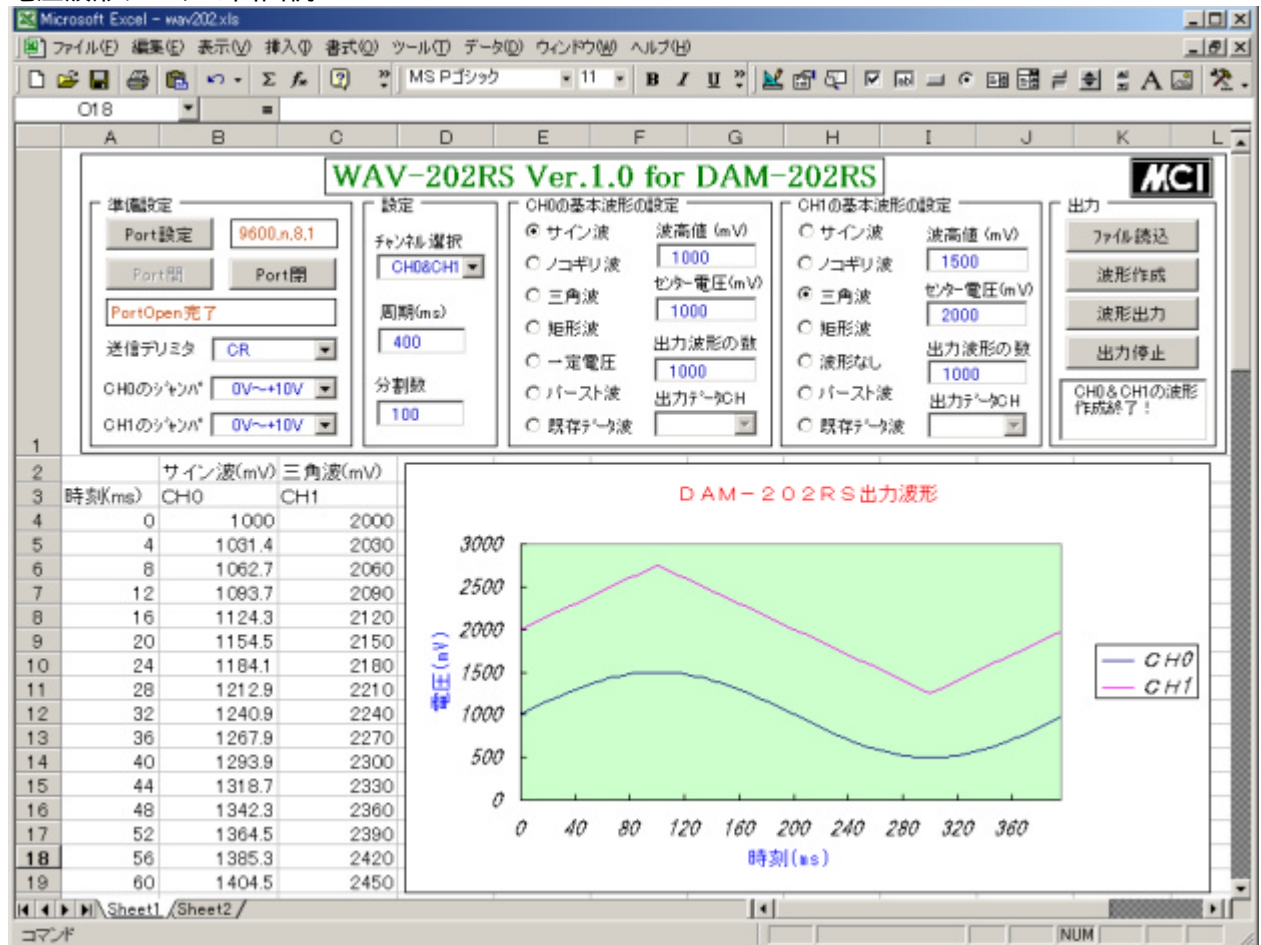 Microsoft Excel - wav202.xls
ファイル(F) 編集(E) 表示(V) 挿入(I) 書式(O) ツール(T) データ(D) ウィンドウ(W) ヘルプ(H)
MS Pゴシック 11 B I U
O18 =
A B C D E F G H I J K L
WAV-202RS Ver.1.0 for DAM-202RS
MCI
準備設定
Port設定 9600,n,8,1
Port開 Port閉
PortOpen完了
送信デリミタ CR
CH0のジャンパ 0V~+10V
CH1のジャンパ 0V~+10V
設定
チャンネル選択
CH0&CH1
周期(ms)
400
分割数
100
CH0の基本波形の設定
サイン波
ノコギリ波
三角波
矩形波
一定電圧
バースト波
既存データ波
波高値 (mV)
1000
センター電圧(mV)
1000
出力波形の数
1000
出力データCH
CH1の基本波形の設定
サイン波
ノコギリ波
三角波
矩形波
波形なし
バースト波
既存データ波
波高値 (mV)
1500
センター電圧(mV)
2000
出力波形の数
1000
出力データCH
出力
ファイル読込
波形作成
波形出力
出力停止
CH0&CH1の波形
作成終了!
1
2 サイン波(mV) 三角波(mV)
3 時刻(ms) CH0 CH1
4 0 1000 2000
5 4 1031.4 2030
6 8 1062.7 2060
7 12 1093.7 2090
8 16 1124.3 2120
9 20 1154.5 2150
10 24 1184.1 2180
11 28 1212.9 2210
12 32 1240.9 2240
13 36 1267.9 2270
14 40 1293.9 2300
15 44 1318.7 2330
16 48 1342.3 2360
17 52 1364.5 2390
18 56 1385.3 2420
19 60 1404.5 2450
DAM-202RS出力波形
電圧(mV)
3000
2500
2000
1500
1000
500
0
0 40 80 120 160 200 240 280 320 360
時刻(ms)
CH0
CH1
Sheet1 Sheet2
コマンド NUM